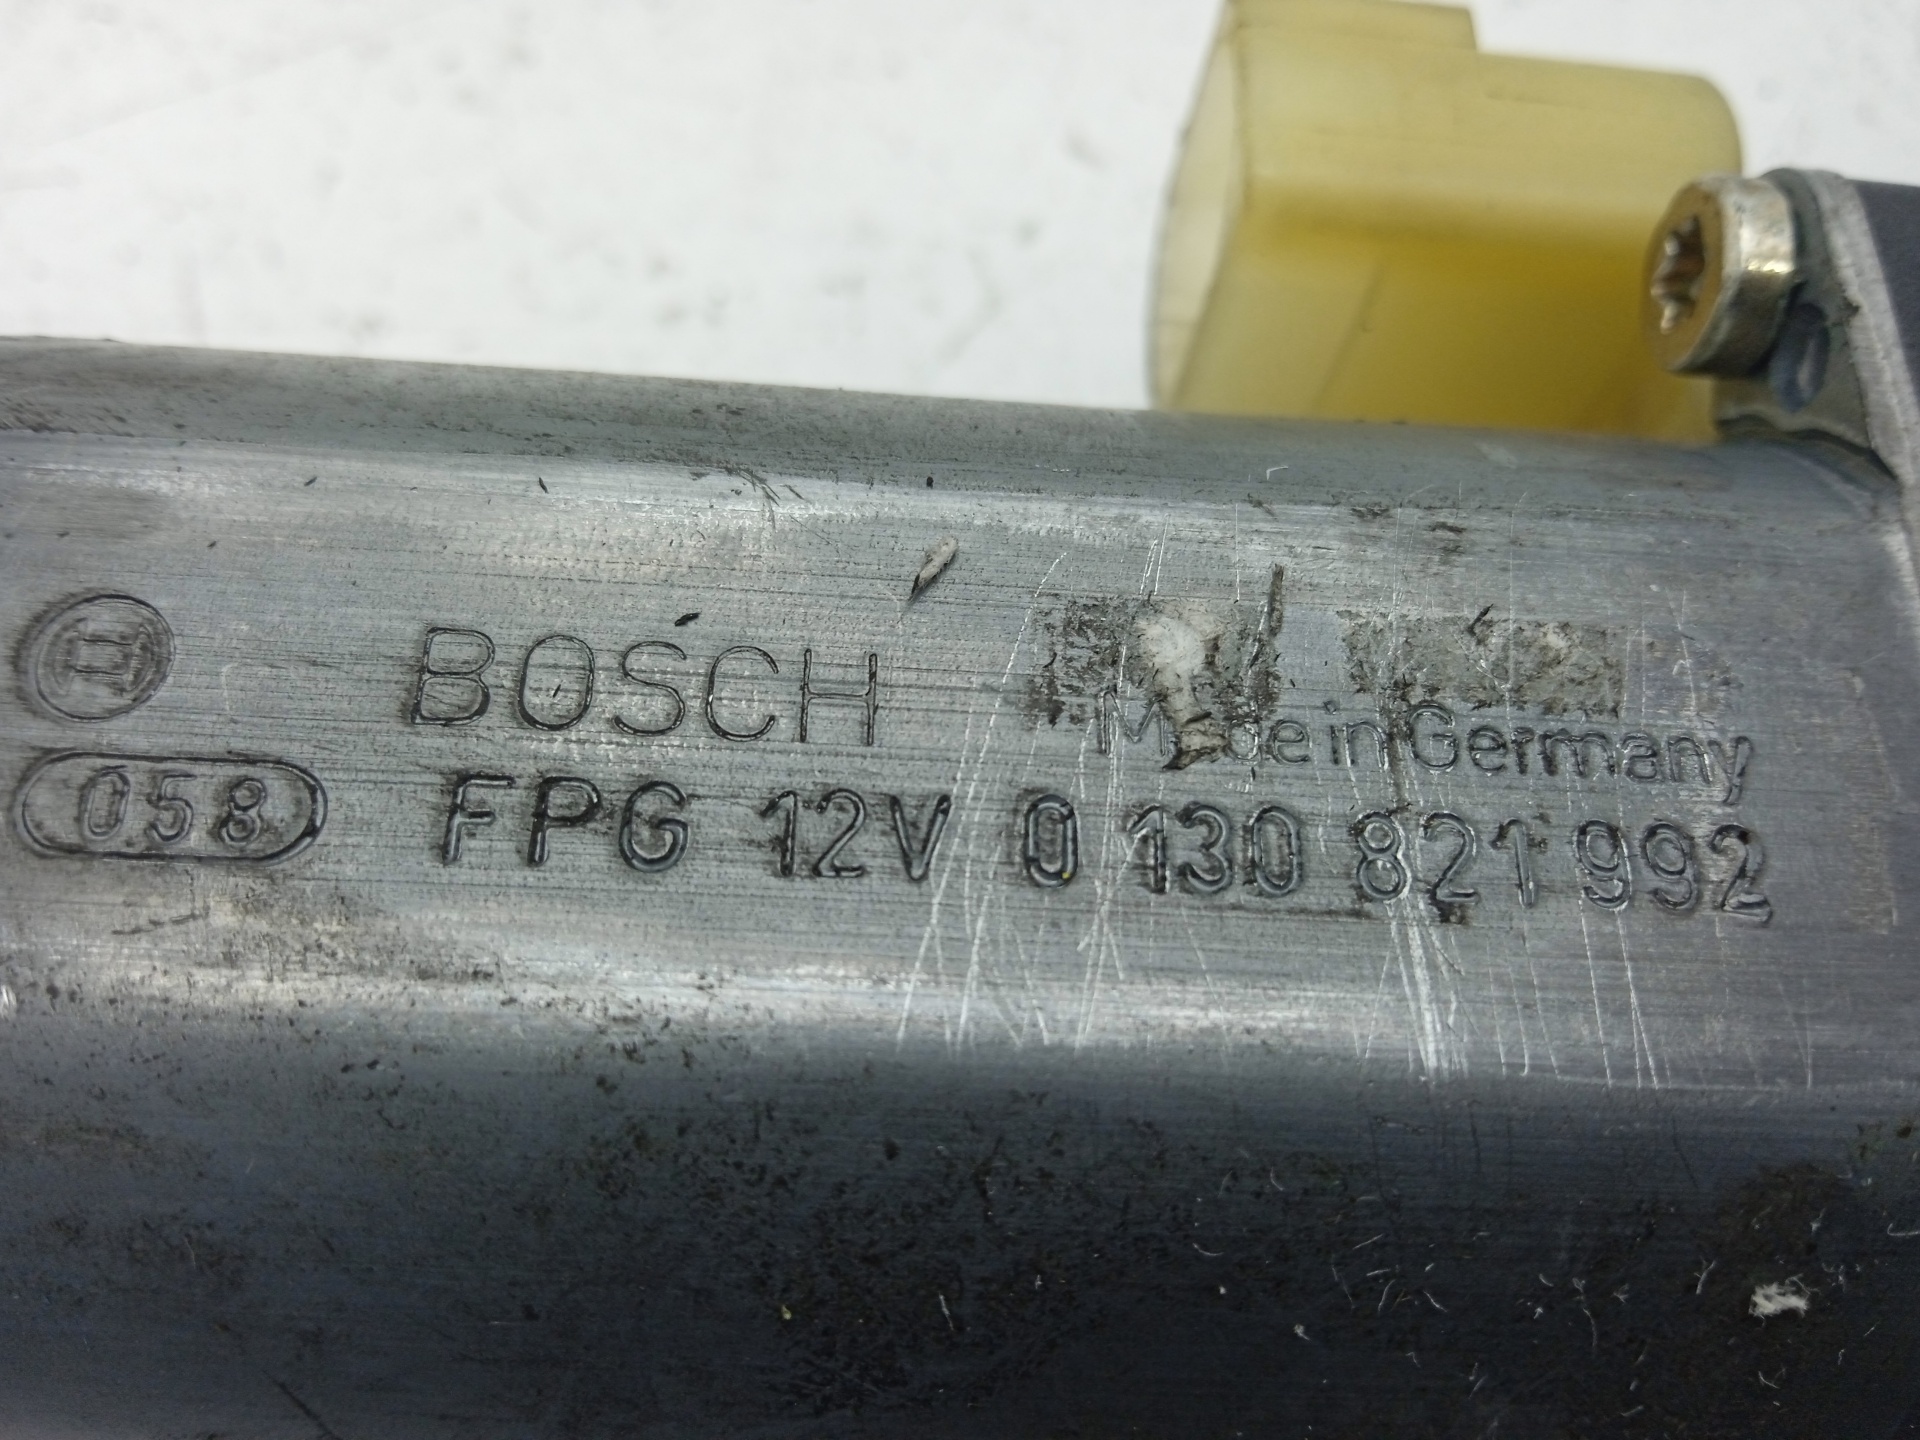 BOSCH Made in Germany
058 FPG 12V 0 130 821 992